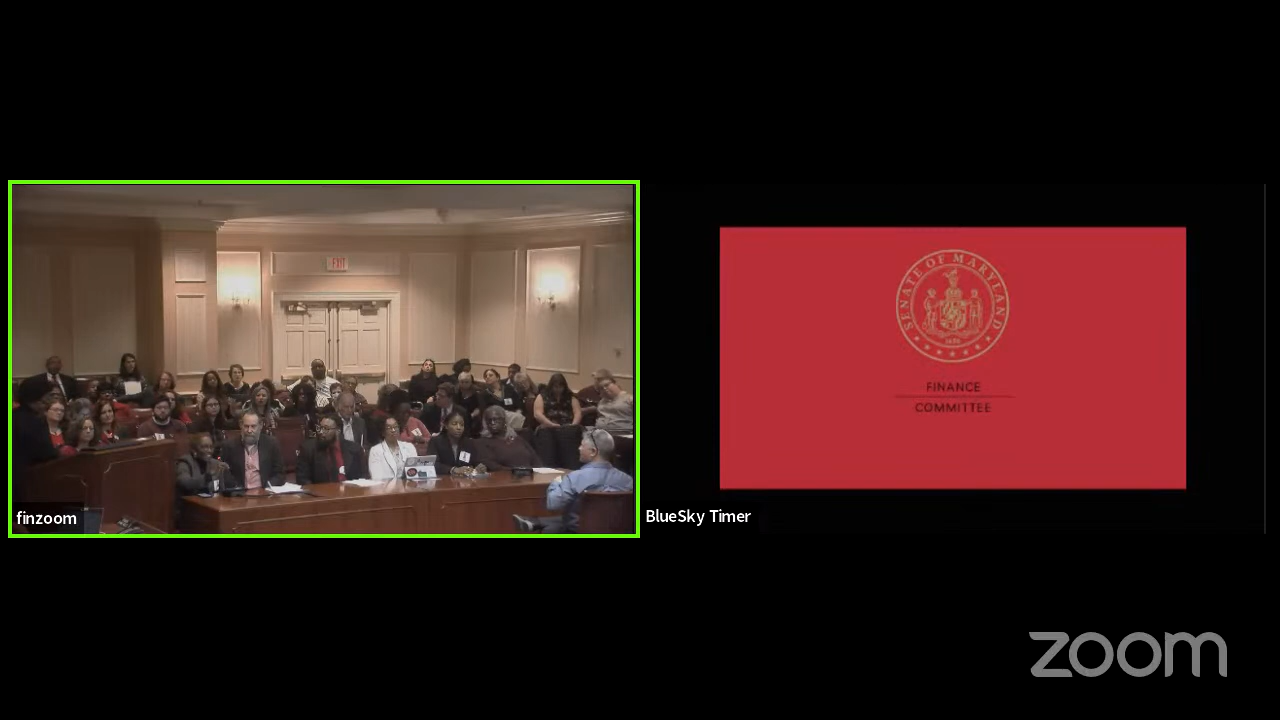 EXIT
SENATE OF MARYLAND
FINANCE
COMMITTEE
finzoom
BlueSky Timer
zoom